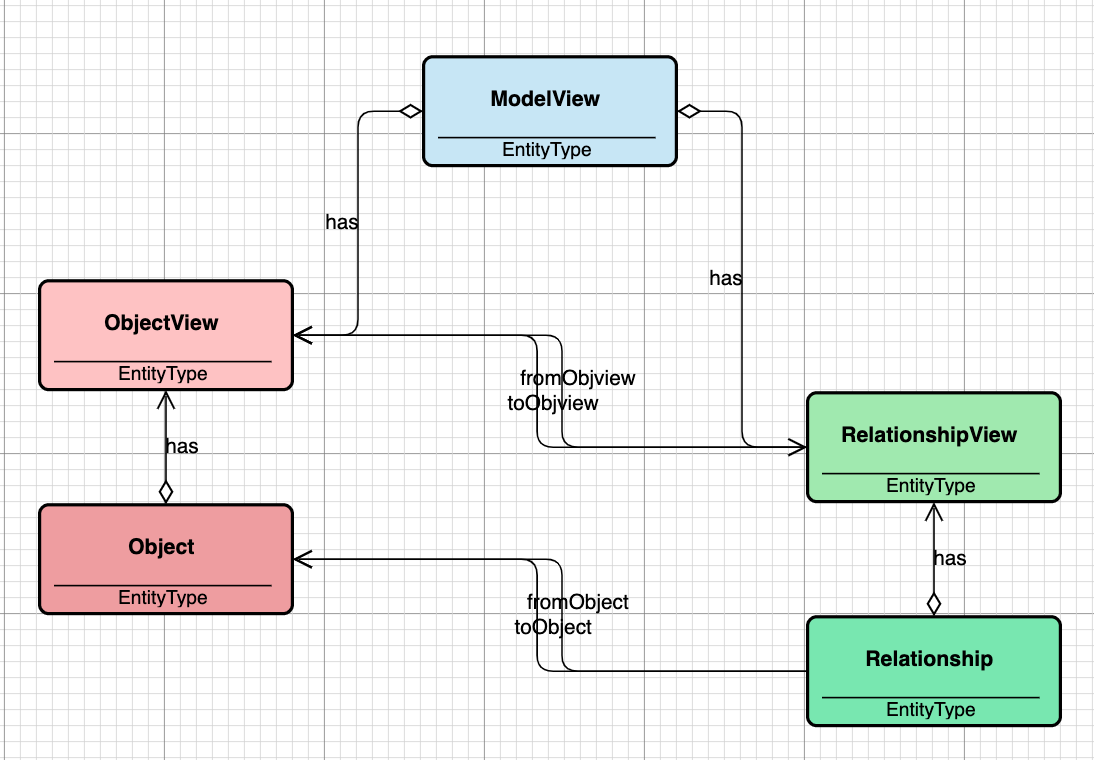 ModelView
EntityType
has
has
ObjectView
EntityType
fromObjview
toObjview
RelationshipView
EntityType
has
Object
EntityType
has
fromObject
toObject
Relationship
EntityType